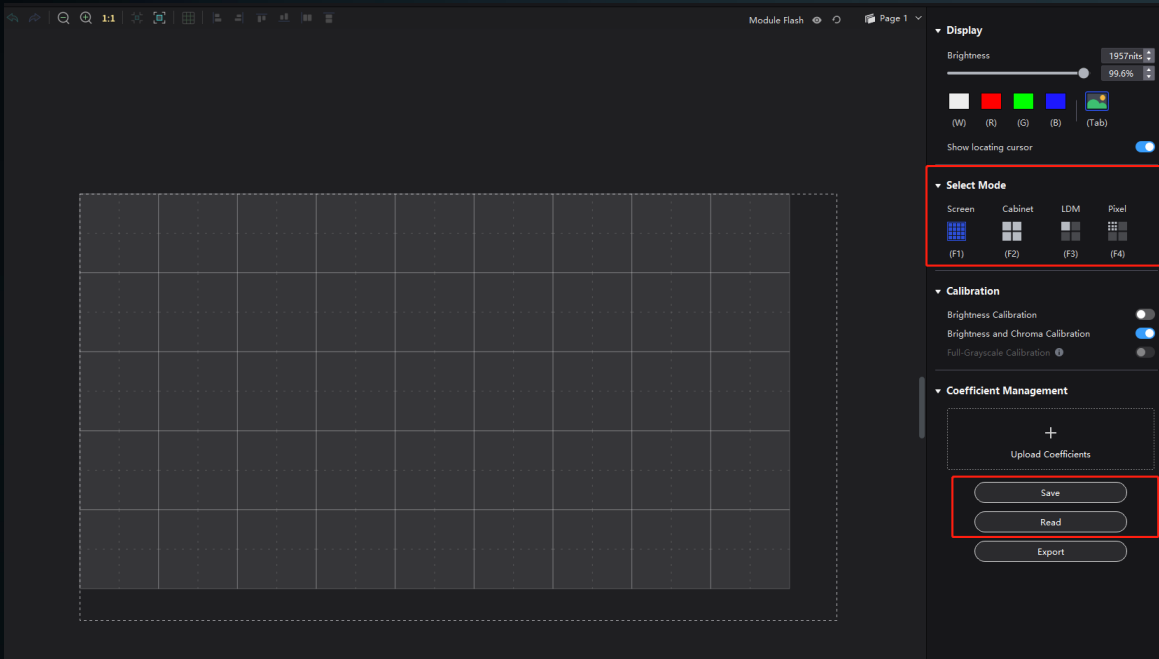 1:1
Module Flash
Page 1
Display
Brightness
1957nits
99.6%
(W) (R) (G) (B) (Tab)
Show locating cursor
Select Mode
Screen Cabinet LDM Pixel
(F1) (F2) (F3) (F4)
Calibration
Brightness Calibration
Brightness and Chroma Calibration
Full-Grayscale Calibration
Coefficient Management
Upload Coefficients
Save
Read
Export